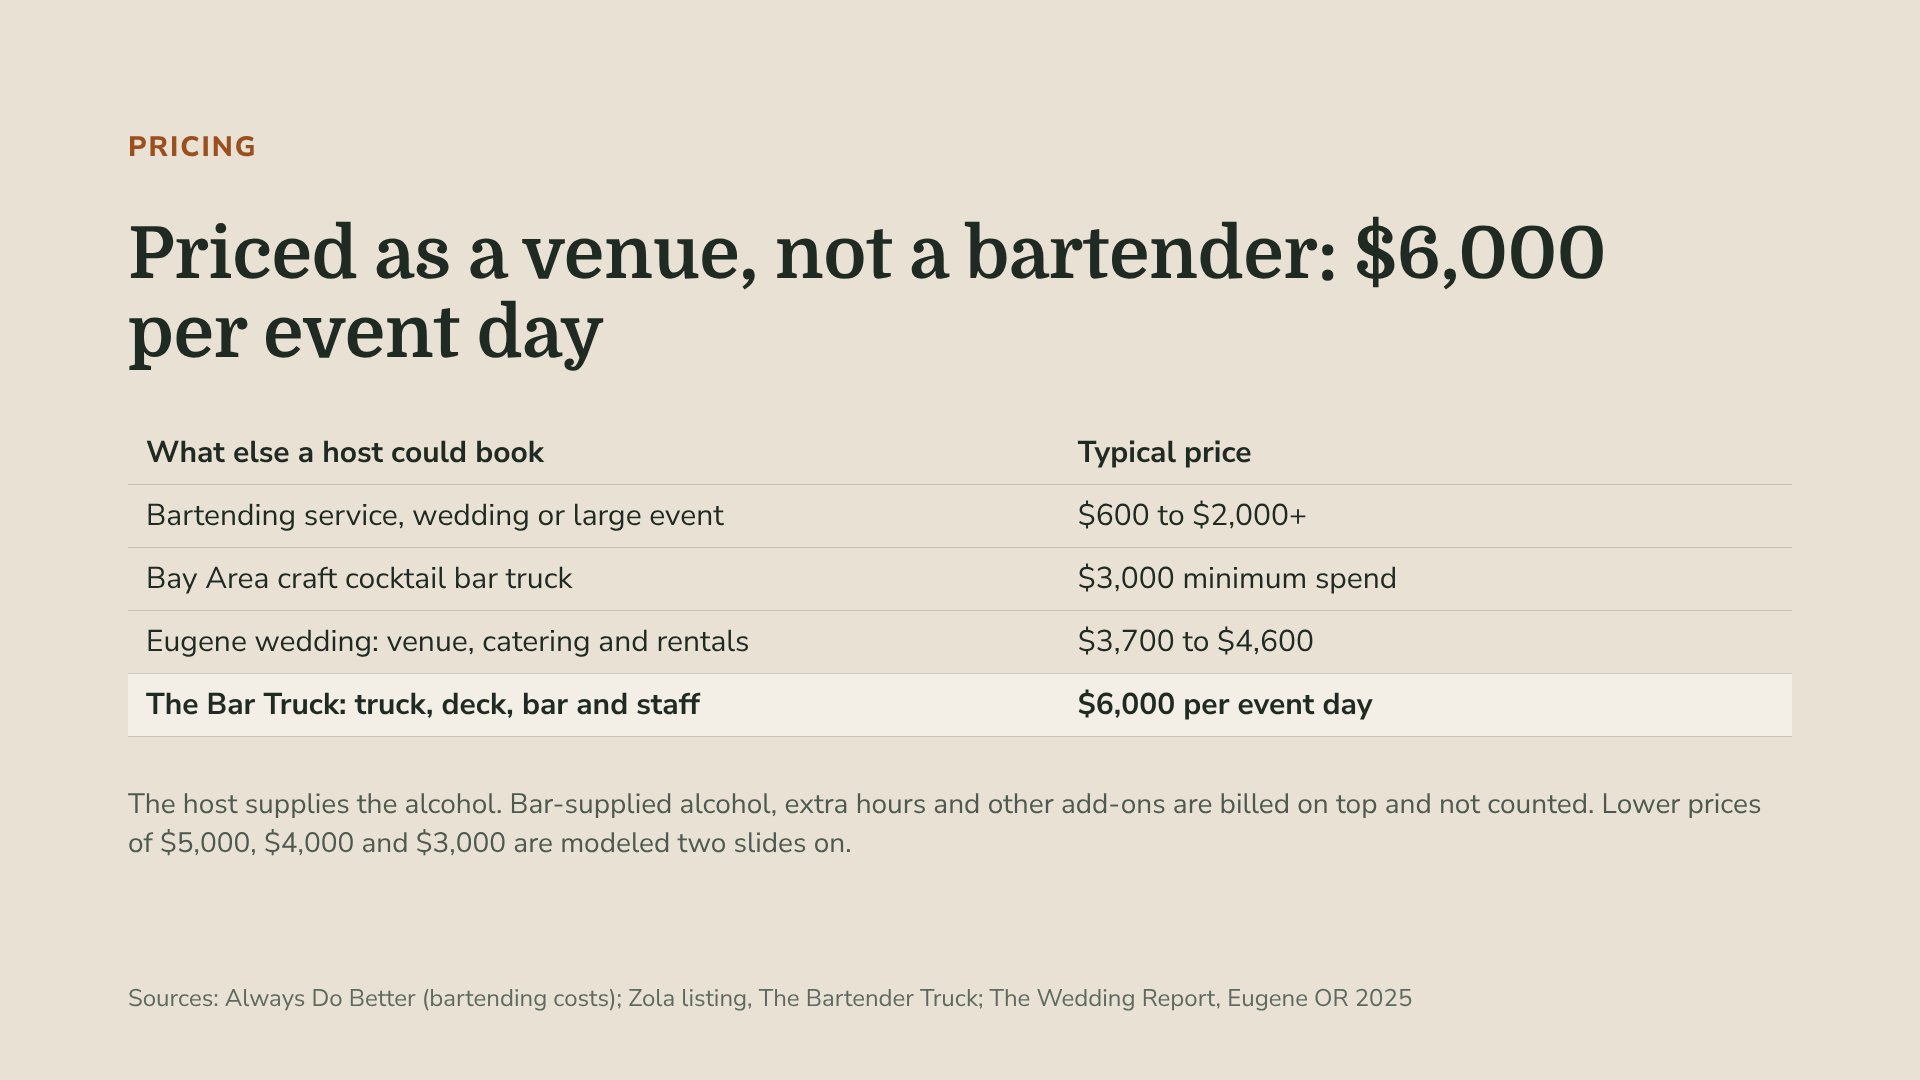 PRICING
Priced as a venue, not a bartender: $6,000
per event day
What else a host could book
Typical price
Bartending service, wedding or large event
$600 to $2,000+
Bay Area craft cocktail bar truck
$3,000 minimum spend
Eugene wedding: venue, catering and rentals
$3,700 to $4,600
The Bar Truck: truck, deck, bar and staff
$6,000 per event day
The host supplies the alcohol. Bar-supplied alcohol, extra hours and other add-ons are billed on top and not counted. Lower prices
of $5,000, $4,000 and $3,000 are modeled two slides on.
Sources: Always Do Better (bartending costs); Zola listing, The Bartender Truck; The Wedding Report, Eugene OR 2025